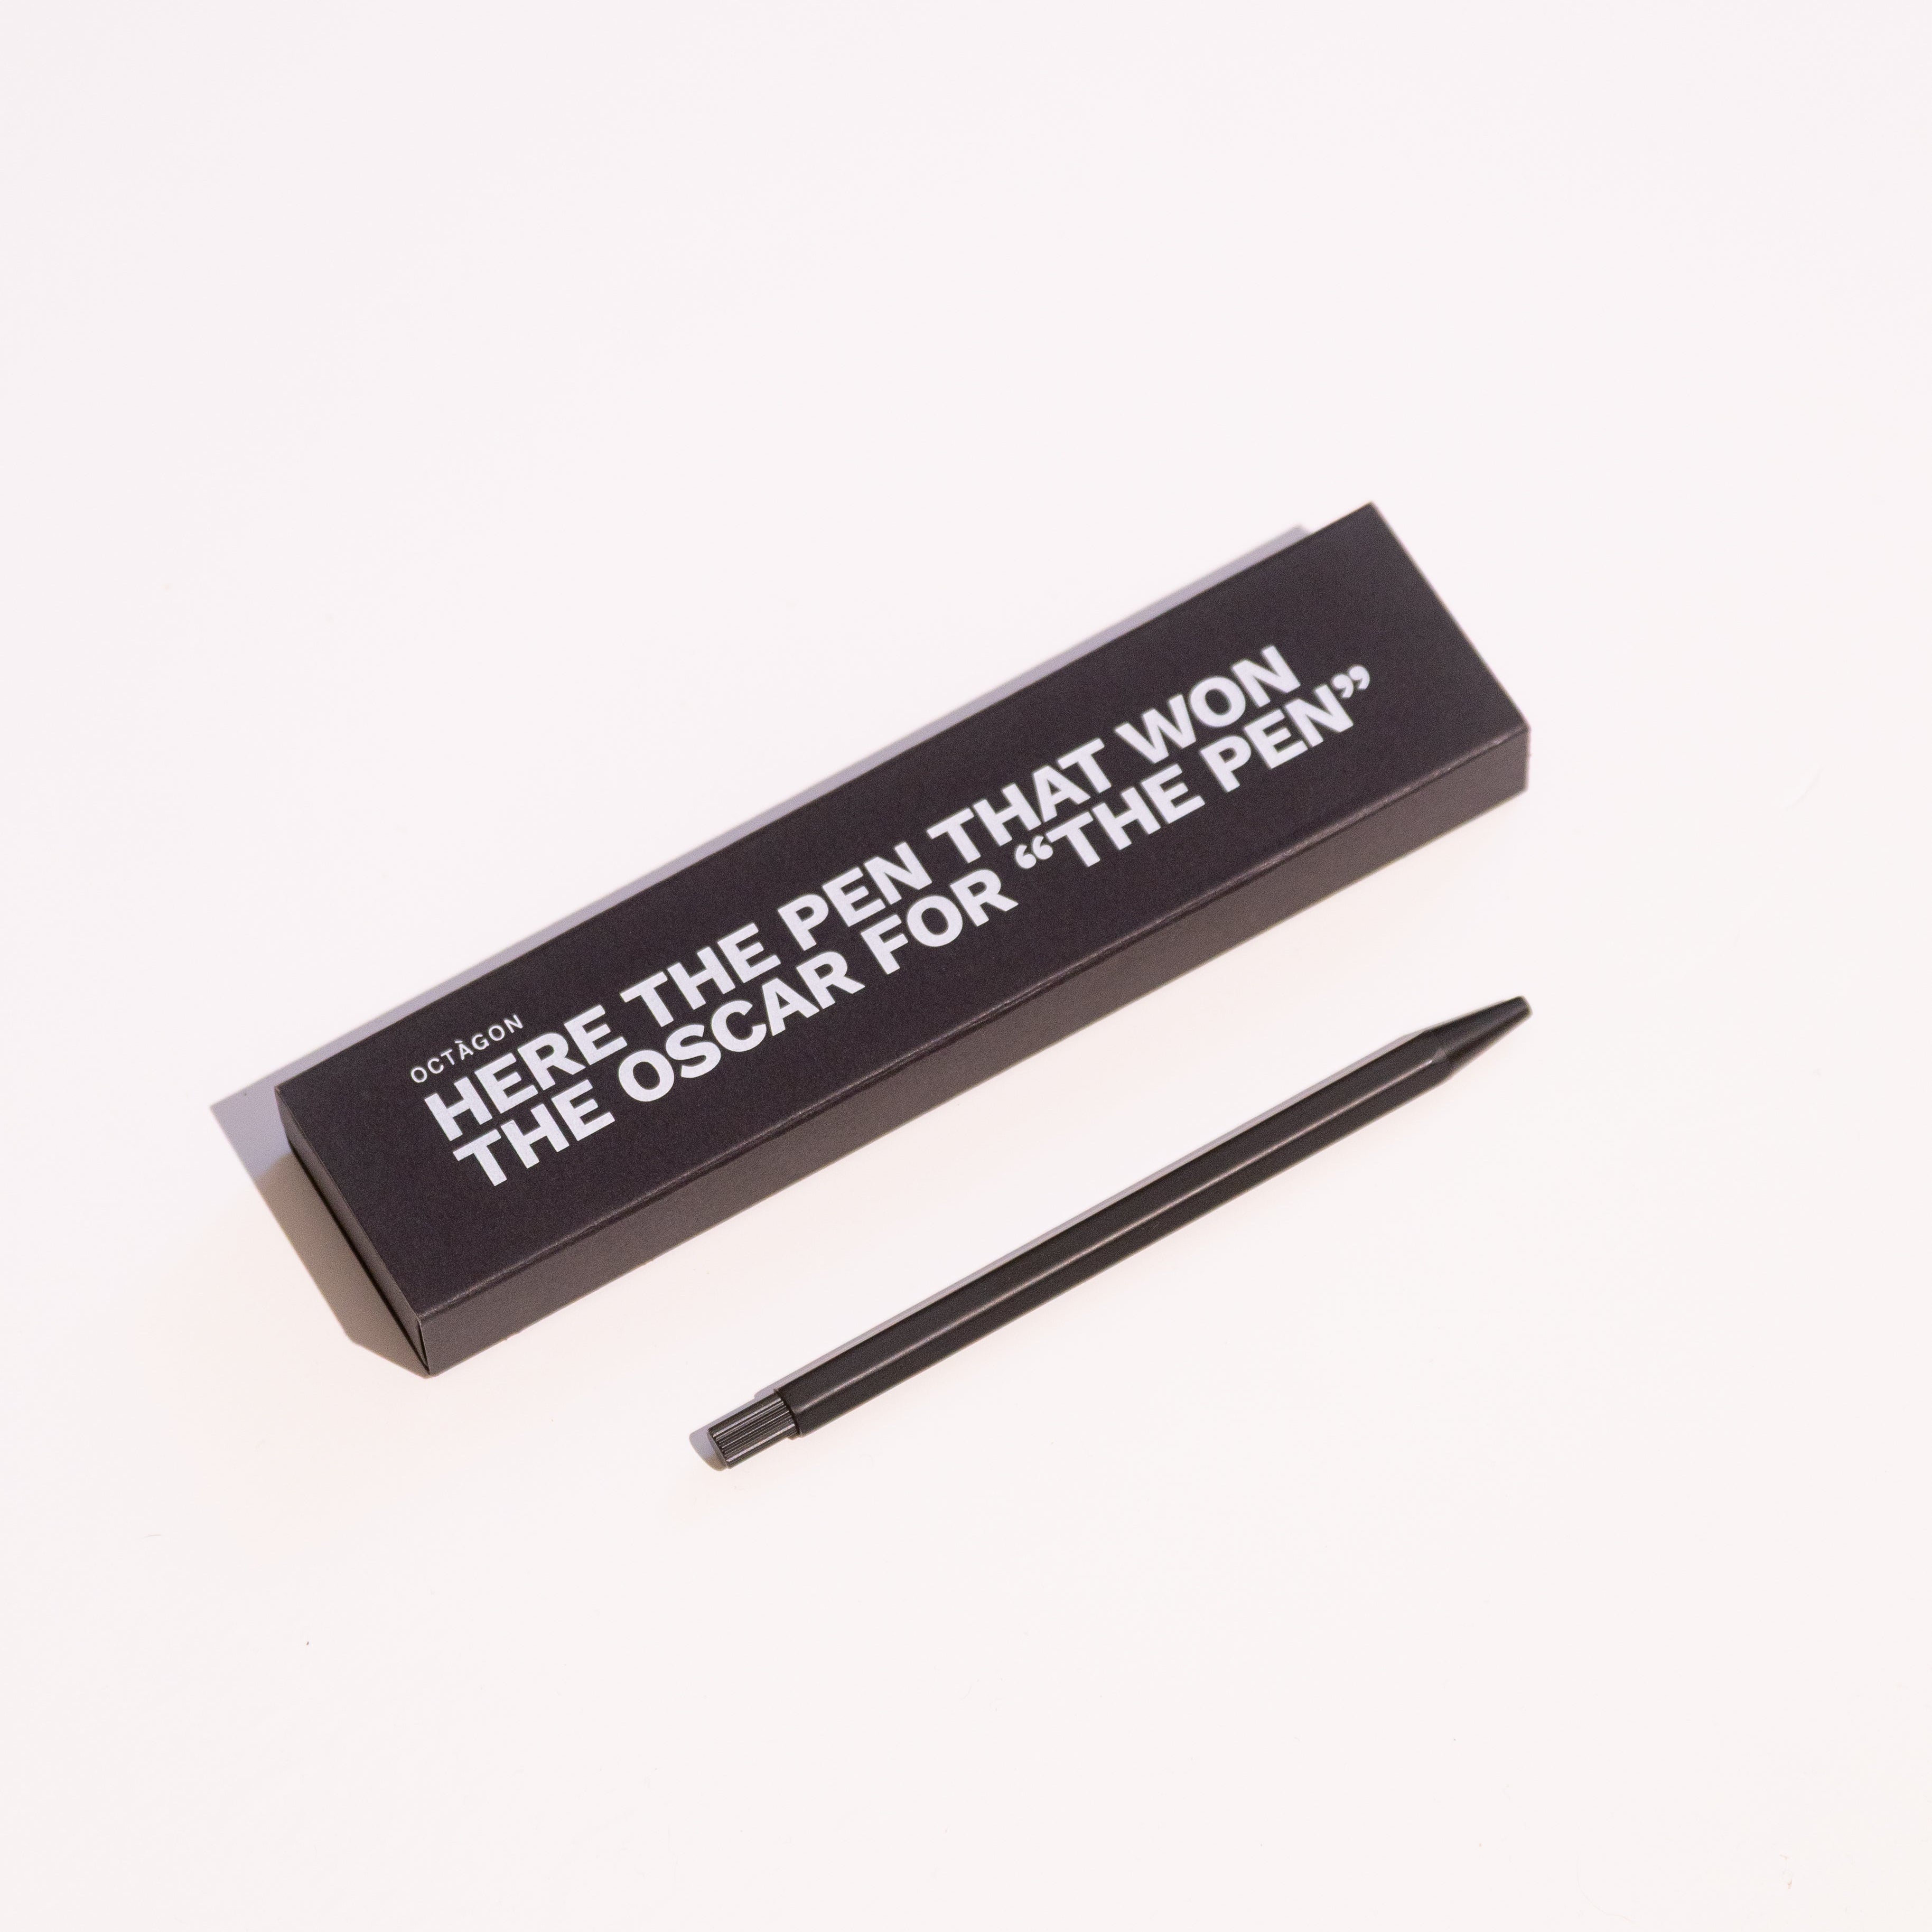 OCTÀGON
HERE THE PEN THAT WON
THE OSCAR FOR “THE PEN”